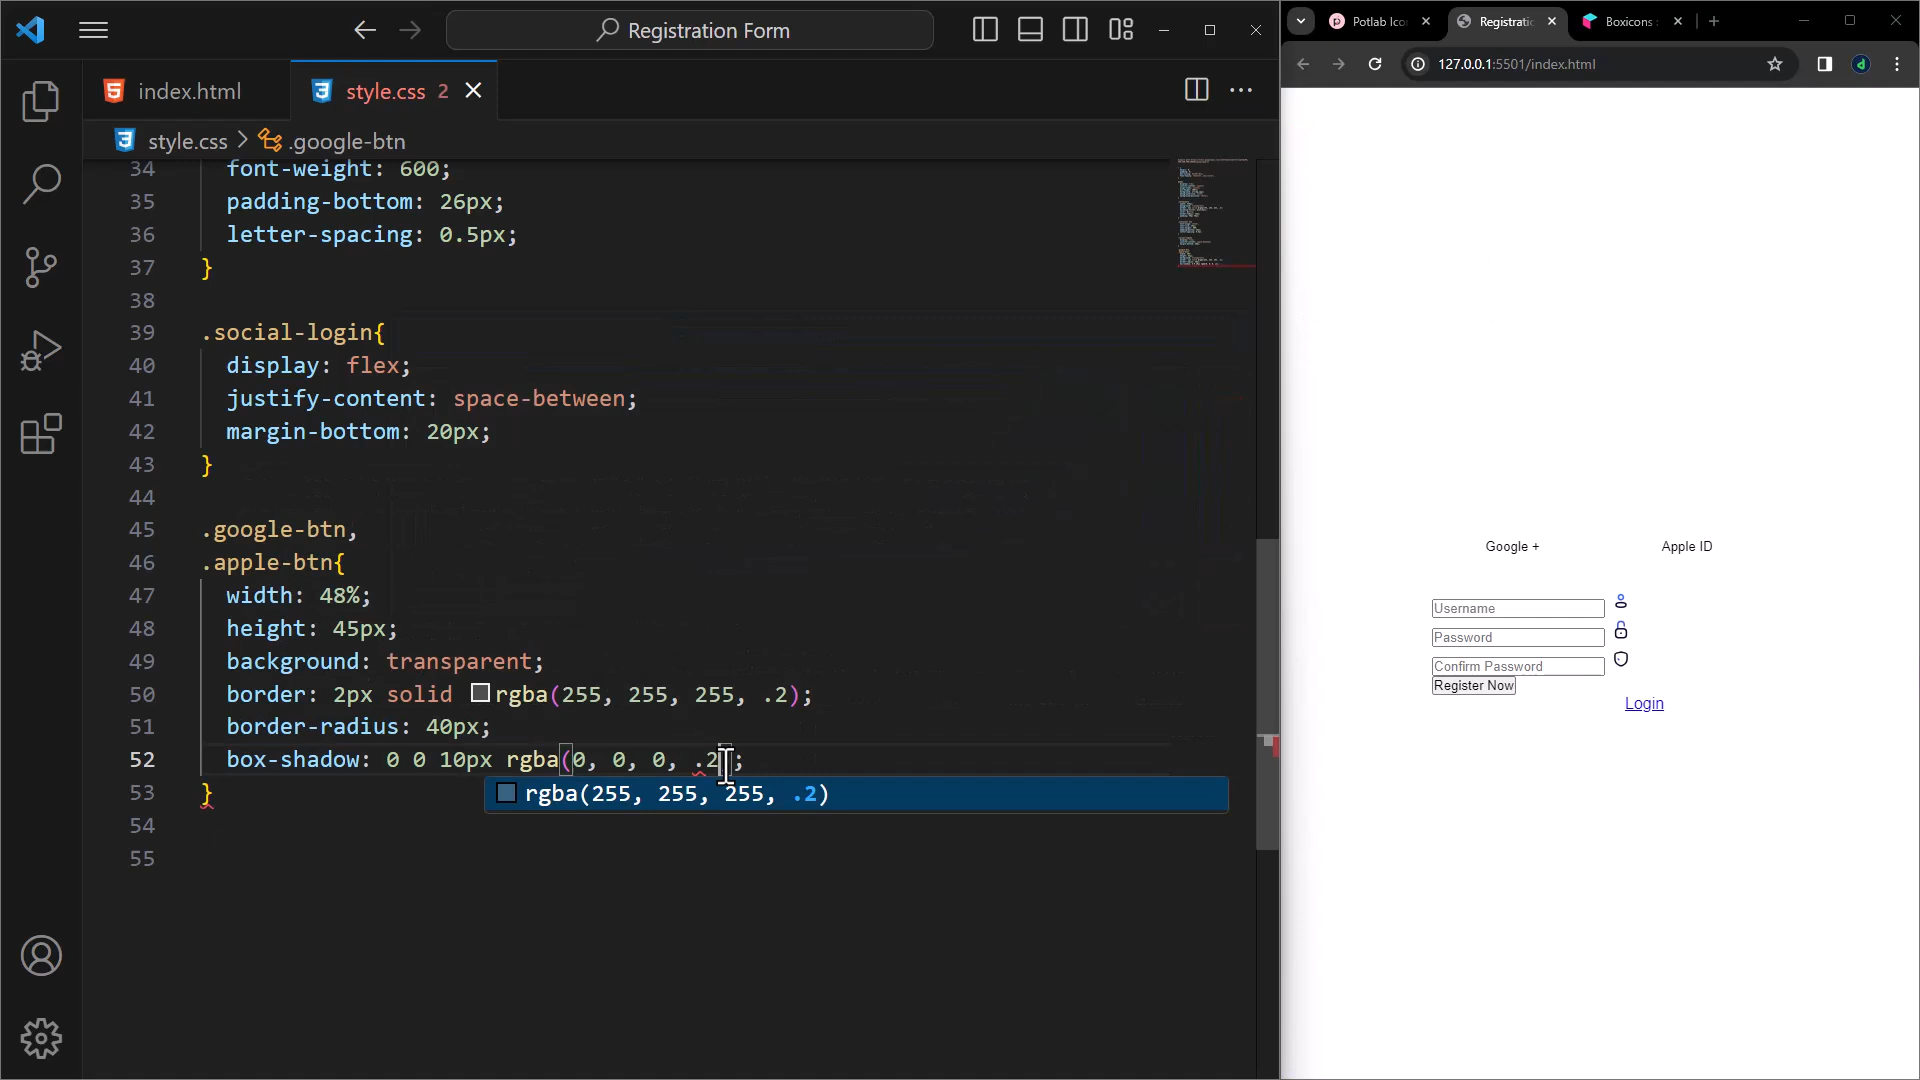 Registration Form
index.html
style.css 2
style.css > .google-btn
34 font-weight: 600;
35 padding-bottom: 26px;
36 letter-spacing: 0.5px;
37 }
38
39 .social-login{
40 display: flex;
41 justify-content: space-between;
42 margin-bottom: 20px;
43 }
44
45 .google-btn,
46 .apple-btn{
47 width: 48%;
48 height: 45px;
49 background: transparent;
50 border: 2px solid rgba(255, 255, 255, .2);
51 border-radius: 40px;
52 box-shadow: 0 0 10px rgba(0, 0, 0, .2 ;
rgba(255, 255, 255, .2)
53 }
54
55
Potlab Ico
Registratio
Boxicons :
127.0.0.1:5501/index.html
d
Google +
Apple ID
Username
Password
Confirm Password
Register Now
Login